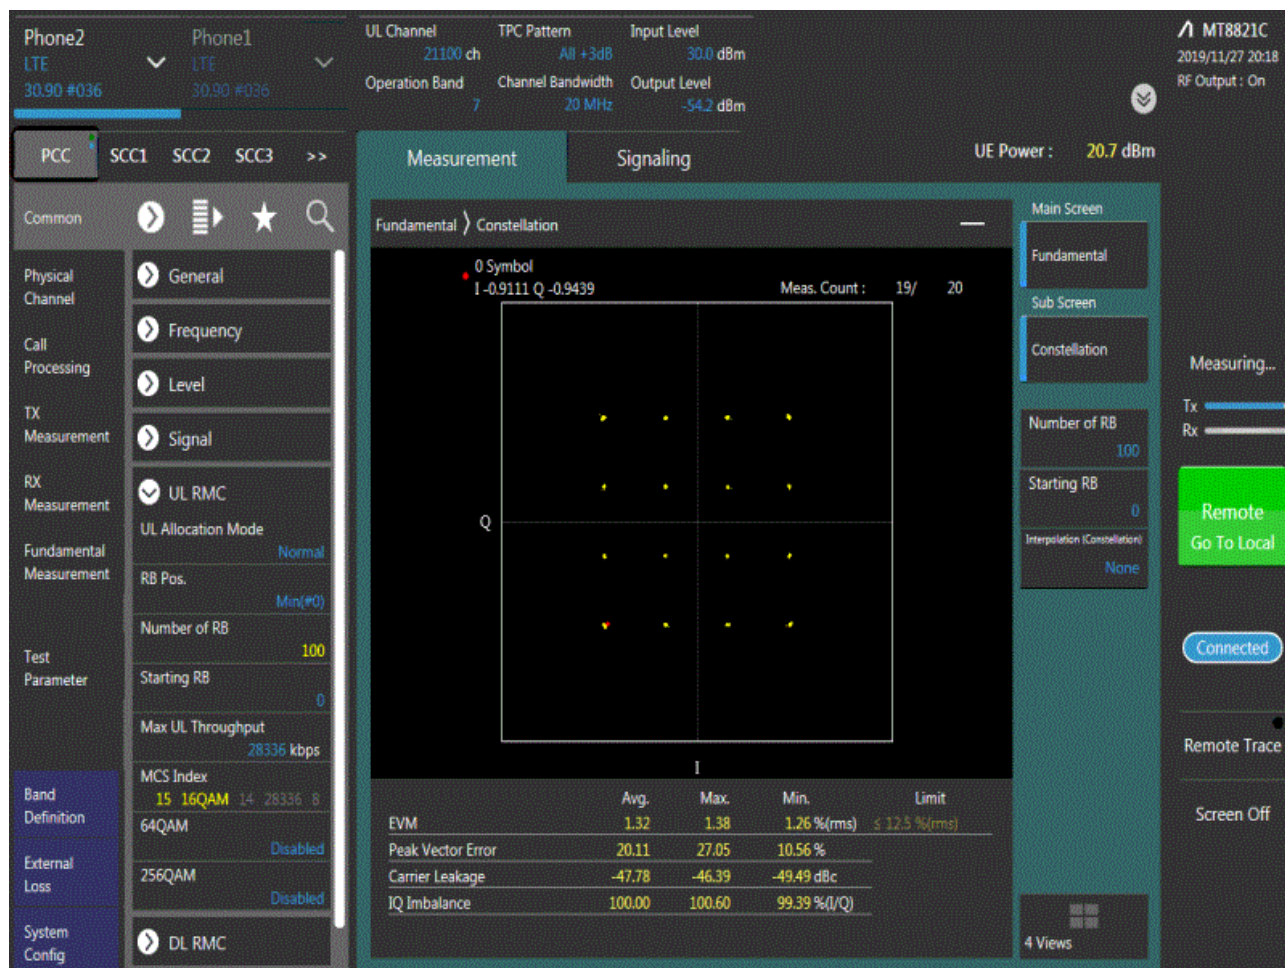 Phone2
LTE
30.90 #036
Phone1
LTE
30.90 #036
UL Channel
21100 ch
TPC Pattern
All +3dB
Input Level
30.0 dBm
Operation Band
7
Channel Bandwidth
20 MHz
Output Level
-54.2 dBm
MT8821C
2019/11/27 20:18
RF Output : On
PCC SCC1 SCC2 SCC3 >>
Measurement Signaling
UE Power : 20.7 dBm
Common
Physical
Channel
Call
Processing
TX
Measurement
RX
Measurement
Fundamental
Measurement
Test
Parameter
Band
Definition
External
Loss
System
Config
General
Frequency
Level
Signal
UL RMC
UL Allocation Mode
Normal
RB Pos.
Min(#0)
Number of RB
100
Starting RB
0
Max UL Throughput
28336 kbps
MCS Index
15 16QAM 14 28336 8
64QAM
Disabled
256QAM
Disabled
DL RMC
Fundamental 〉 Constellation
0 Symbol
I -0.9111 Q -0.9439
Meas. Count : 19/ 20
Q
I
Avg. Max. Min. Limit
EVM 1.32 1.38 1.26 %(rms) ≤ 12.5 %(rms)
Peak Vector Error 20.11 27.05 10.56 %
Carrier Leakage -47.78 -46.39 -49.49 dBc
IQ Imbalance 100.00 100.60 99.39 %(I/Q)
Main Screen
Fundamental
Sub Screen
Constellation
Number of RB
100
Starting RB
0
Interpolation (Constellation)
None
4 Views
Measuring...
Tx
Rx
Remote
Go To Local
Connected
Remote Trace
Screen Off